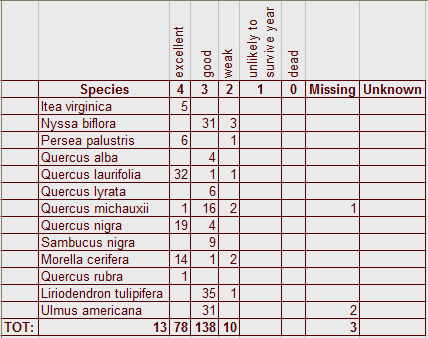 excellent good weak unlikely to survive year dead
Species 4 3 2 1 0 Missing Unknown
Itea virginica 5
Nyssa biflora 31 3
Persea palustris 6 1
Quercus alba 4
Quercus laurifolia 32 1 1
Quercus lyrata 6
Quercus michauxii 1 16 2 1
Quercus nigra 19 4
Sambucus nigra 9
Morella cerifera 14 1 2
Quercus rubra 1
Liriodendron tulipifera 35 1
Ulmus americana 31 2
TOT: 13 78 138 10 3